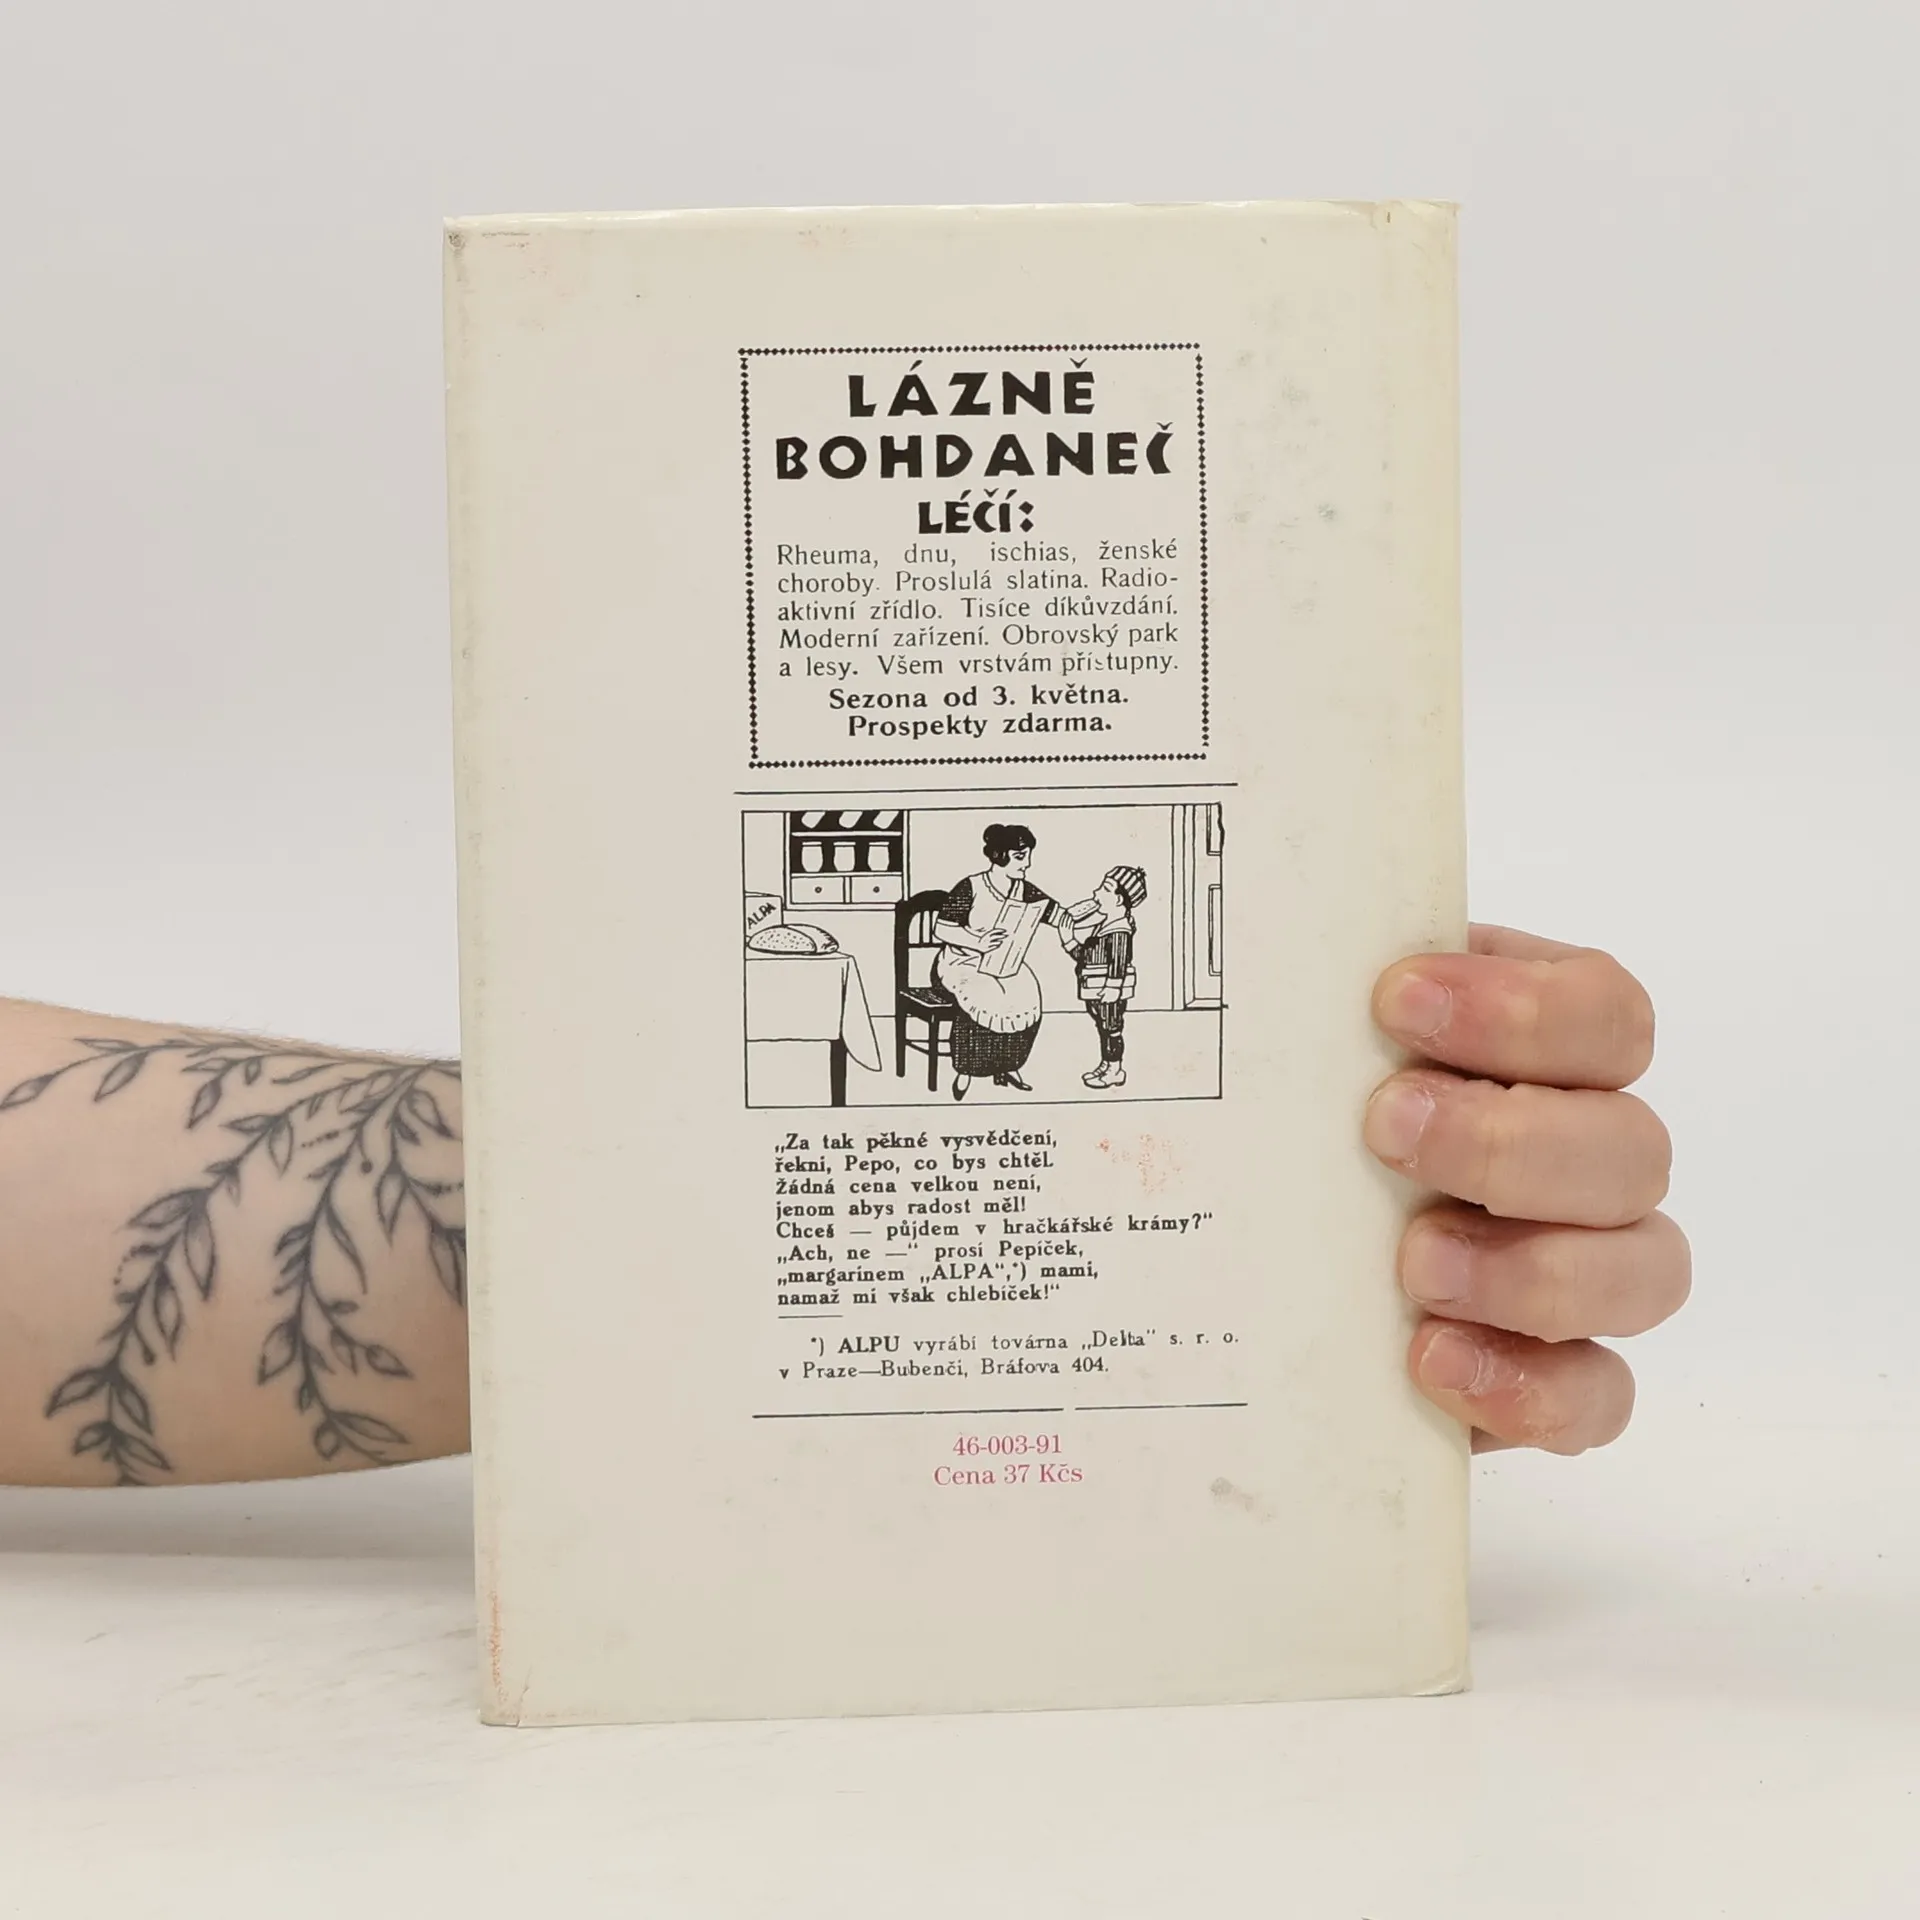 LÁZNĚ
BOHDANEČ
LÉČÍ:
Rheuma, dnu, ischias, ženské
choroby. Proslulá slatina. Radio-
aktivní zřídlo. Tisíce díkůvzdání.
Moderní zařízení. Obrovský park
a lesy. Všem vrstvám přístupny.
Sezona od 3. května.
Prospekty zdarma.
ALPA
„Za tak pěkné vysvědčení,
řekni, Pepo, co bys chtěl.
Žádná cena velkou není,
jenom abys radost měl!
Chceš — půjdem v hračkářské krámy?“
„Ach, ne —“ prosí Pepíček,
„margarinem „ALPA“,*) mami,
namaž mi však chlebíček!“
*) ALPU vyrábí továrna „Delta“ s. r. o.
v Praze—Bubenči, Bráfova 404.
46-003-91
Cena 37 Kčs